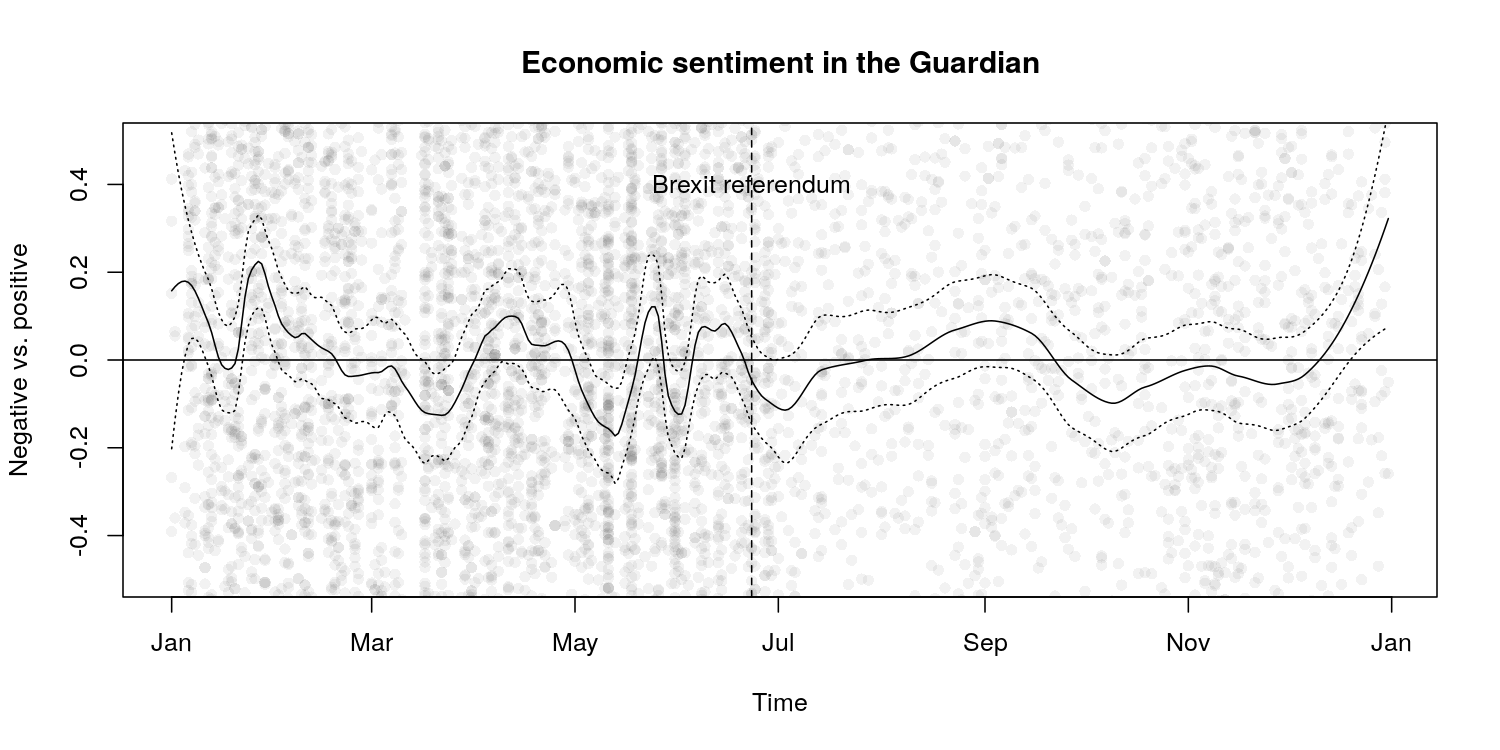 Economic sentiment in the Guardian
Negative vs. positive
0.4
0.2
0.0
-0.2
-0.4
Brexit referendum
Jan
Mar
May
Jul
Sep
Nov
Jan
Time